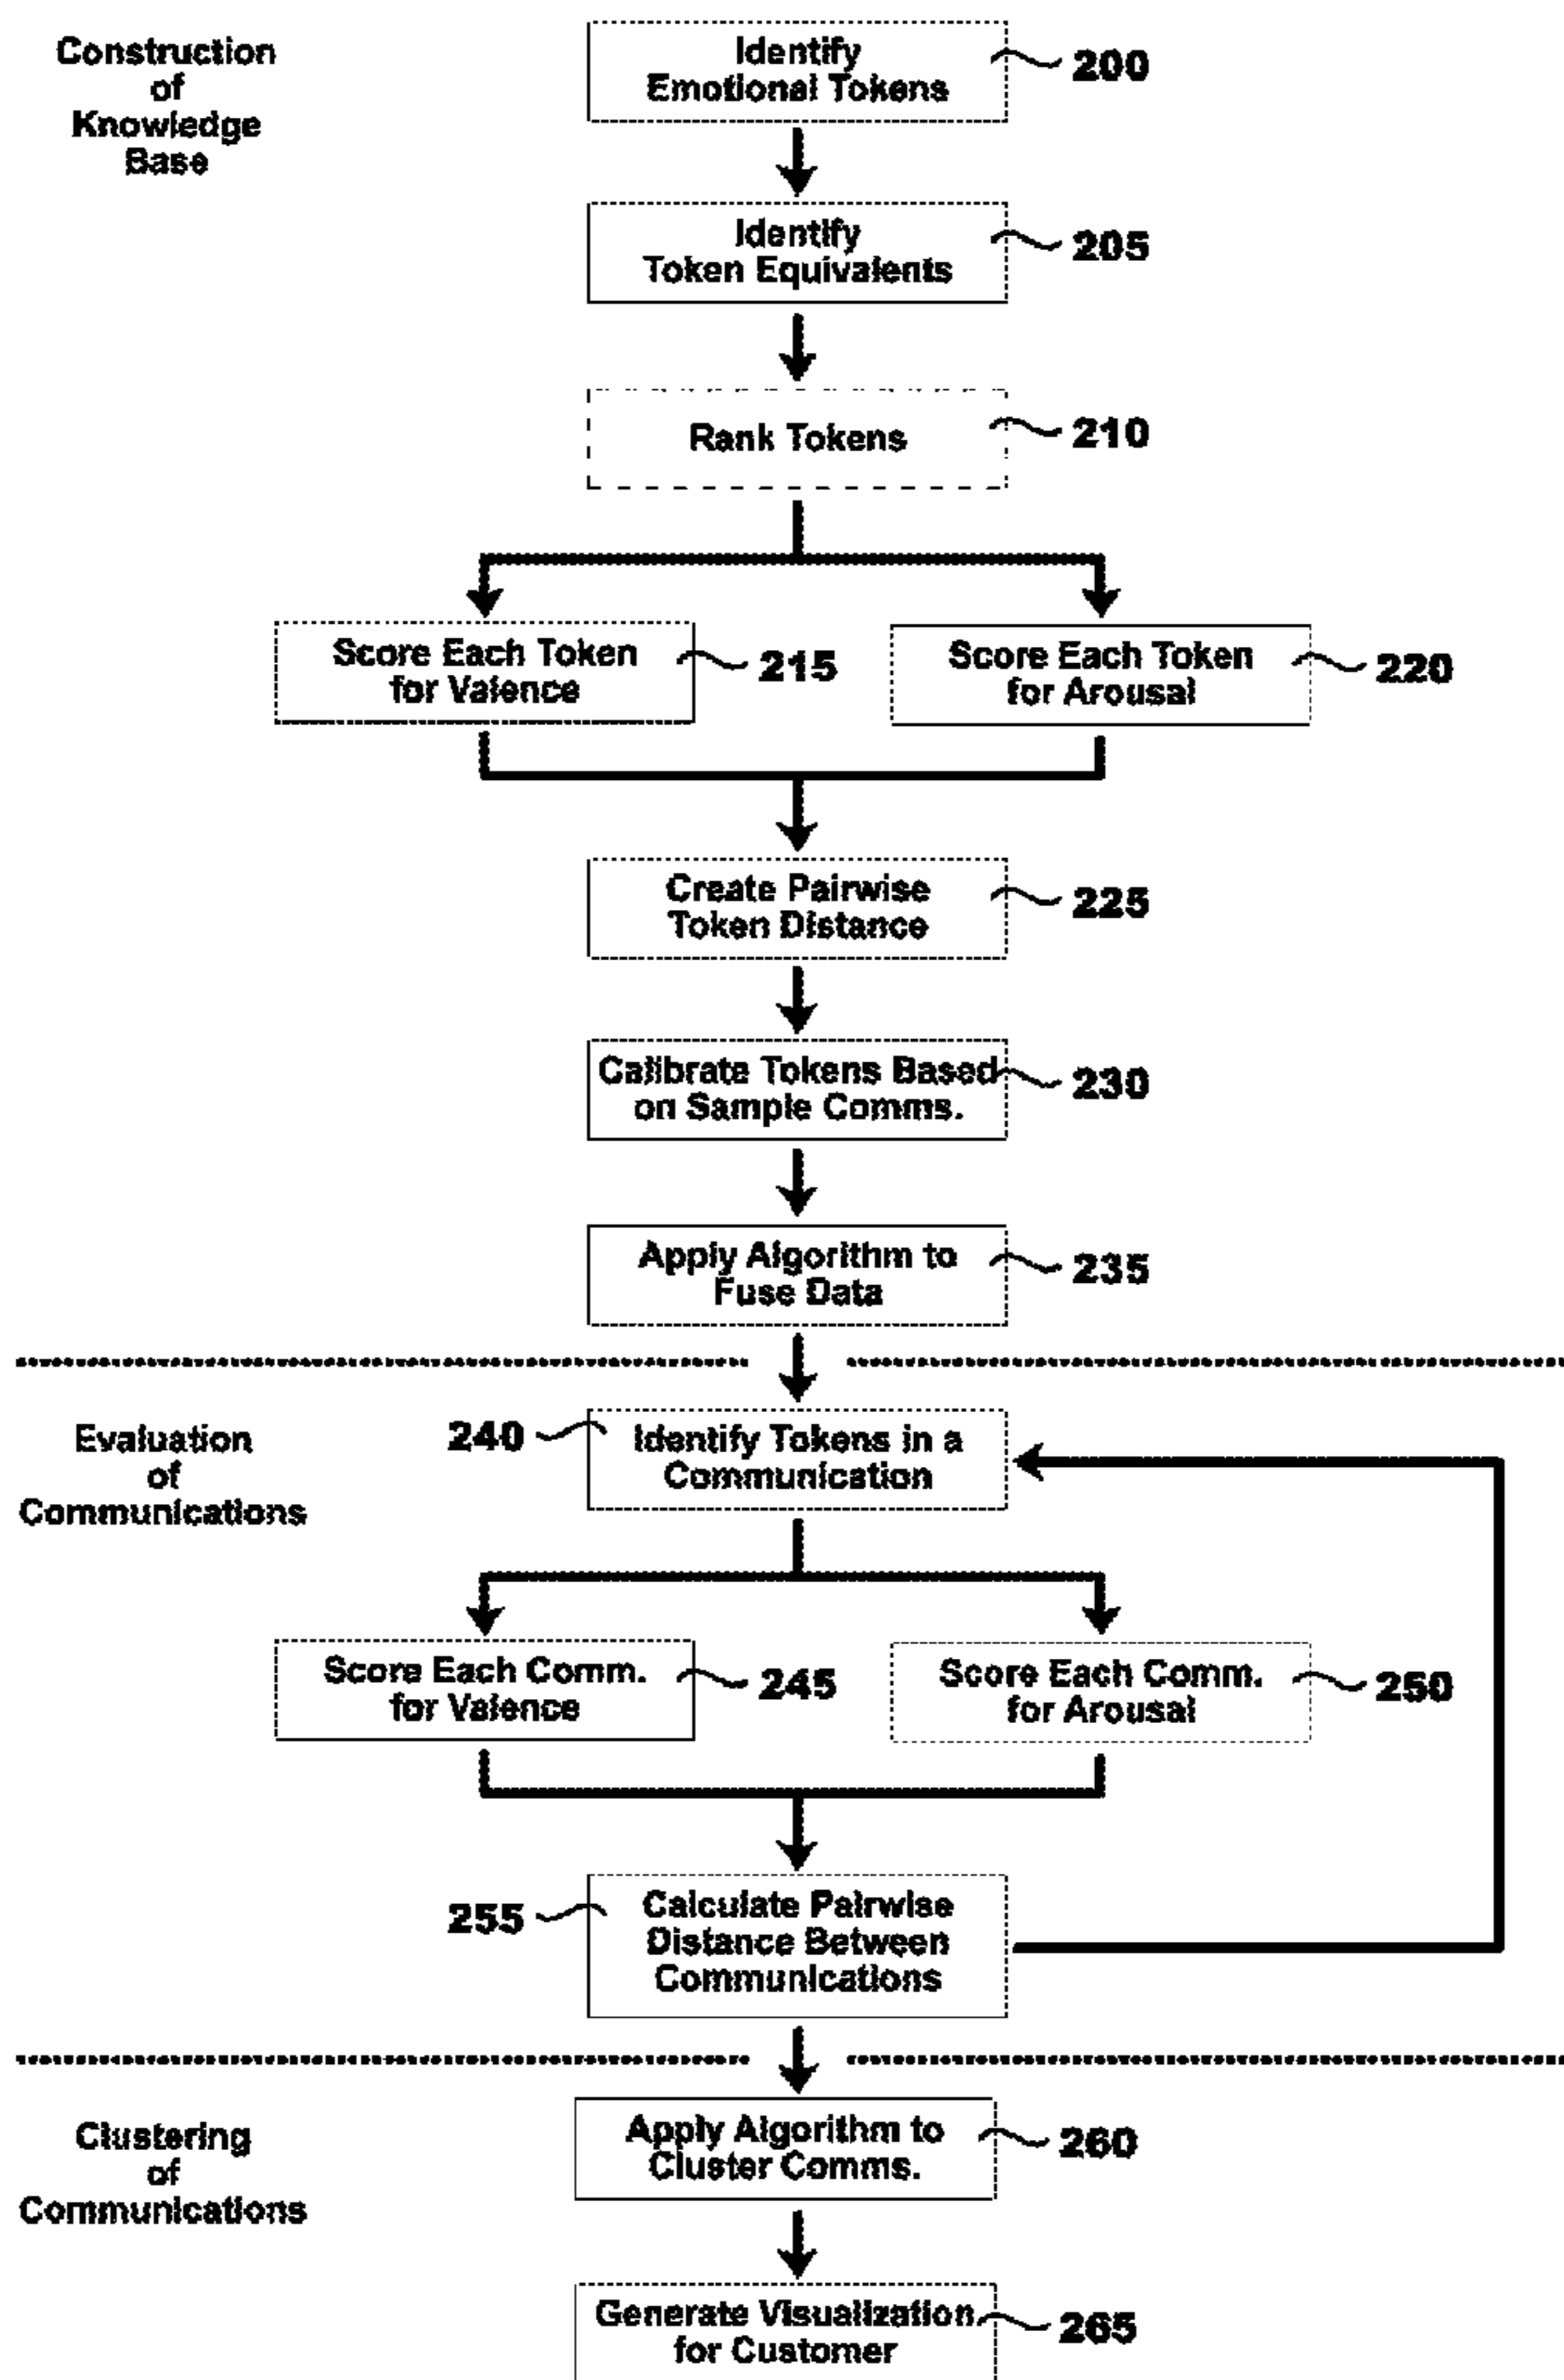 Construction
of
Knowledge
Base
Identify
Emotional Tokens
200
Identify
Token Equivalents
205
Rank Tokens
210
Score Each Token
for Valence
215
Score Each Token
for Arousal
220
Create Pairwise
Token Distance
225
Calibrate Tokens Based
on Sample Comms.
230
Apply Algorithm to
Fuse Data
235
Evaluation
of
Communications
240
Identify Tokens in a
Communication
Score Each Comm.
for Valence
245
Score Each Comm.
for Arousal
250
255
Calculate Pairwise
Distance Between
Communications
Clustering
of
Communications
Apply Algorithm to
Cluster Comms.
260
Generate Visualization
for Customer
265